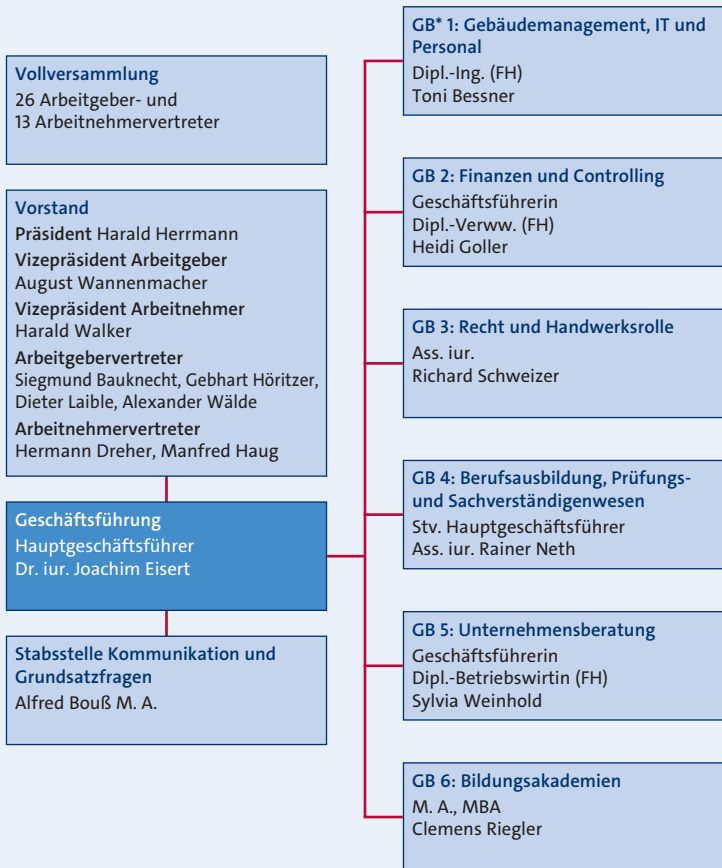 Vollversammlung
26 Arbeitgeber- und
13 Arbeitnehmervertreter
Vorstand
Präsident Harald Herrmann
Vizepräsident Arbeitgeber
August Wannenmacher
Vizepräsident Arbeitnehmer
Harald Walker
Arbeitgebervertreter
Siegmund Bauknecht, Gebhart Höritzer,
Dieter Laible, Alexander Wälde
Arbeitnehmervertreter
Hermann Dreher, Manfred Haug
Geschäftsführung
Hauptgeschäftsführer
Dr. iur. Joachim Eisert
Stabsstelle Kommunikation und
Grundsatzfragen
Alfred Bouß M. A.
GB* 1: Gebäudemanagement, IT und
Personal
Dipl.-Ing. (FH)
Toni Bessner
GB 2: Finanzen und Controlling
Geschäftsführerin
Dipl.-Verww. (FH)
Heidi Goller
GB 3: Recht und Handwerksrolle
Ass. iur.
Richard Schweizer
GB 4: Berufsausbildung, Prüfungs-
und Sachverständigenwesen
Stv. Hauptgeschäftsführer
Ass. iur. Rainer Neth
GB 5: Unternehmensberatung
Geschäftsführerin
Dipl.-Betriebswirtin (FH)
Sylvia Weinhold
GB 6: Bildungsakademien
M. A., MBA
Clemens Riegler